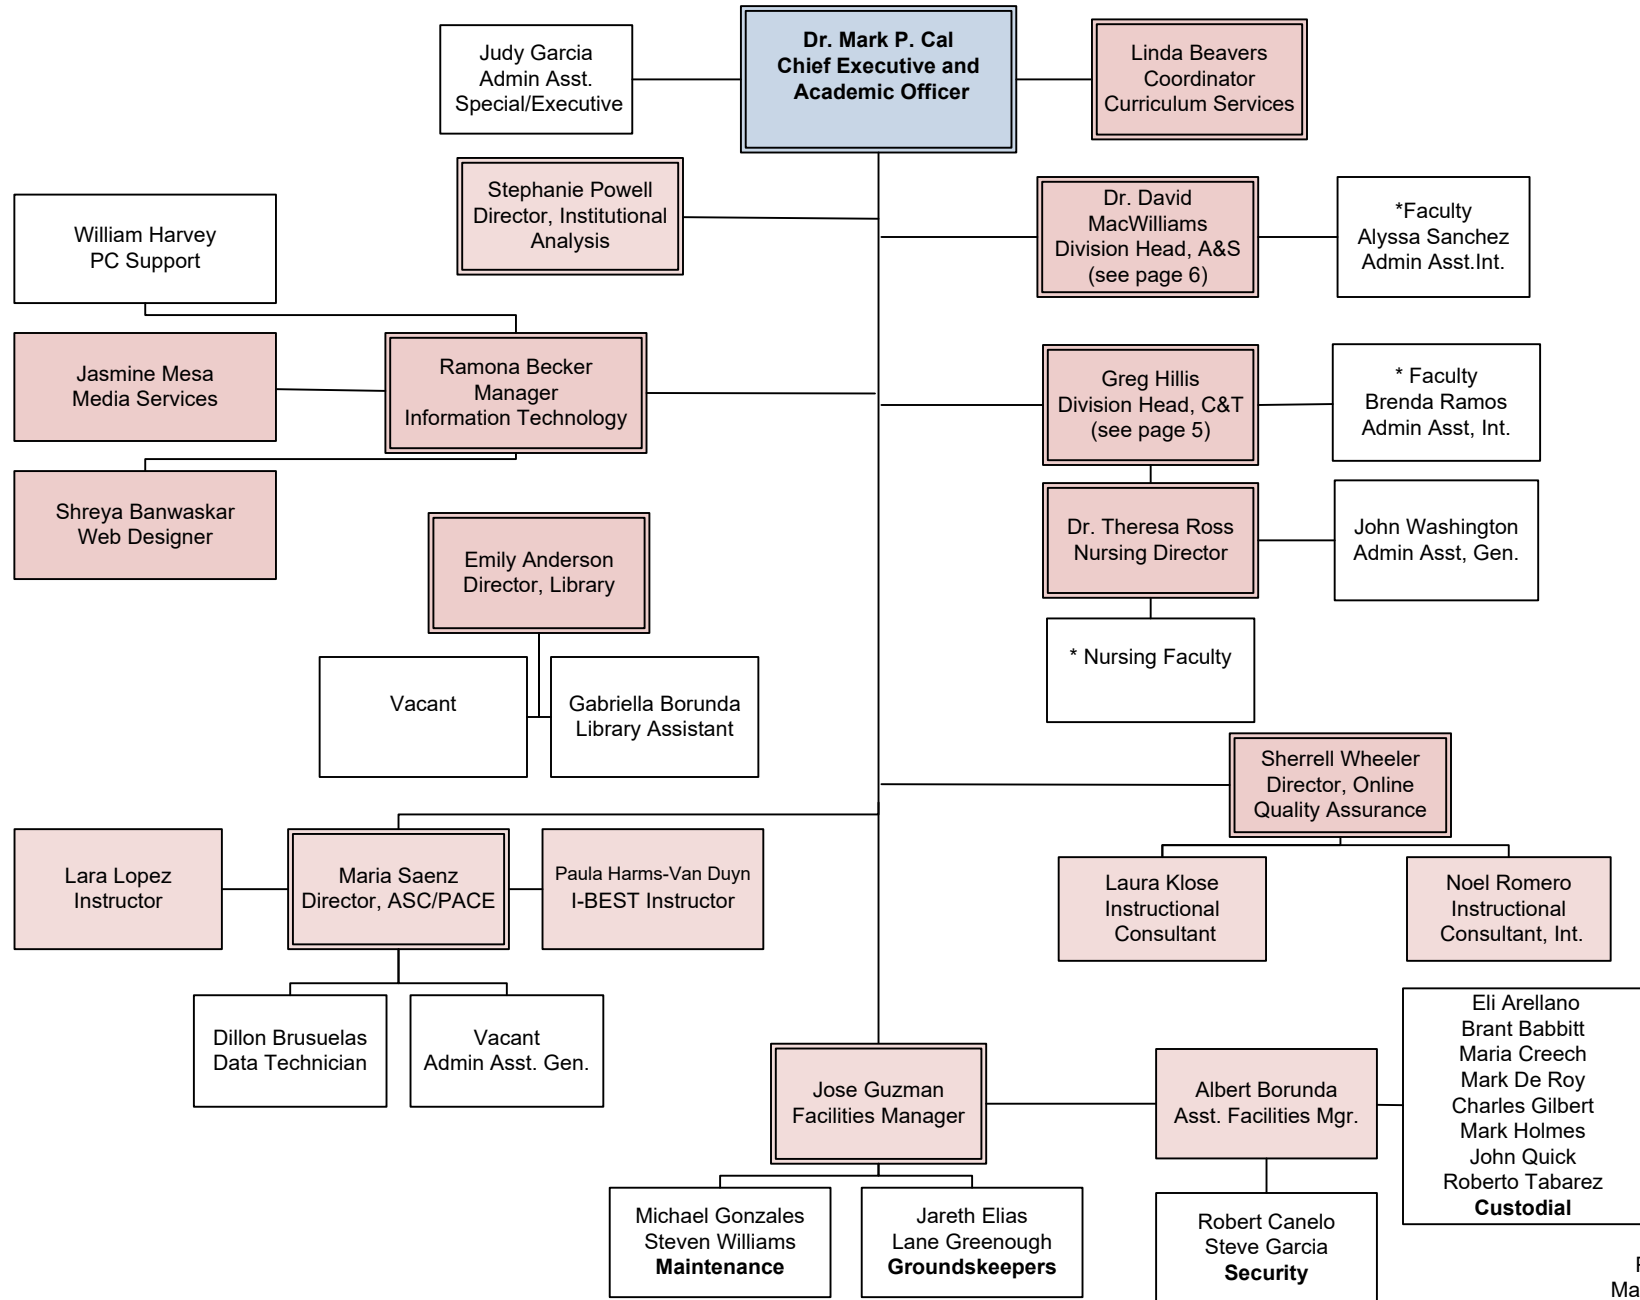 Judy Garcia
Admin Asst.
Special/Executive
Dr. Mark P. Cal
Chief Executive and
Academic Officer
Linda Beavers
Coordinator
Curriculum Services
Stephanie Powell
Director, Institutional
Analysis
Dr. David
MacWilliams
Division Head, A&S
(see page 6)
*Faculty
Alyssa Sanchez
Admin Asst.Int.
William Harvey
PC Support
Jasmine Mesa
Media Services
Ramona Becker
Manager
Information Technology
Greg Hillis
Division Head, C&T
(see page 5)
* Faculty
Brenda Ramos
Admin Asst, Int.
Shreya Banwaskar
Web Designer
Dr. Theresa Ross
Nursing Director
John Washington
Admin Asst, Gen.
Emily Anderson
Director, Library
* Nursing Faculty
Vacant
Gabriella Borunda
Library Assistant
Sherrell Wheeler
Director, Online
Quality Assurance
Lara Lopez
Instructor
Maria Saenz
Director, ASC/PACE
Paula Harms-Van Duyn
I-BEST Instructor
Laura Klose
Instructional
Consultant
Noel Romero
Instructional
Consultant, Int.
Dillon Brusuelas
Data Technician
Vacant
Admin Asst. Gen.
Jose Guzman
Facilities Manager
Albert Borunda
Asst. Facilities Mgr.
Eli Arellano
Brant Babbitt
Maria Creech
Mark De Roy
Charles Gilbert
Mark Holmes
John Quick
Roberto Tabarez
Custodial
Michael Gonzales
Steven Williams
Maintenance
Jareth Elias
Lane Greenough
Groundskeepers
Robert Canelo
Steve Garcia
Security